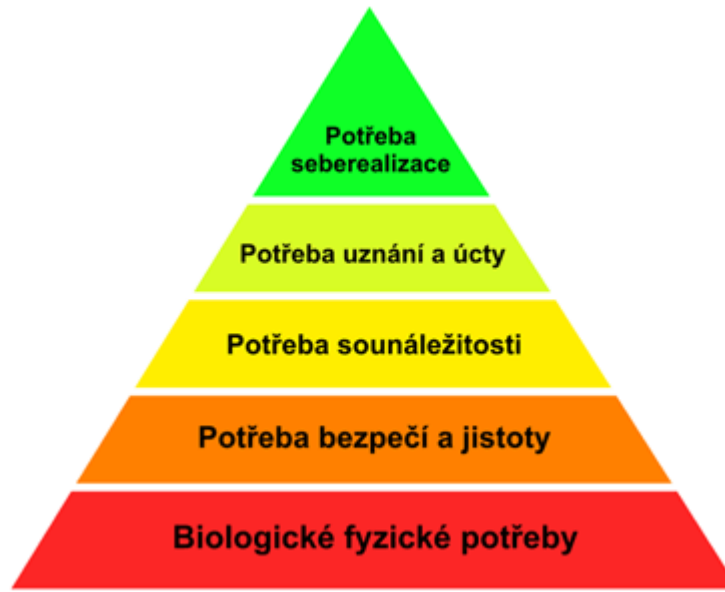 Potřeba
seberealizace
Potřeba uznání a úcty
Potřeba sounáležitosti
Potřeba bezpečí a jistoty
Biologické fyzické potřeby